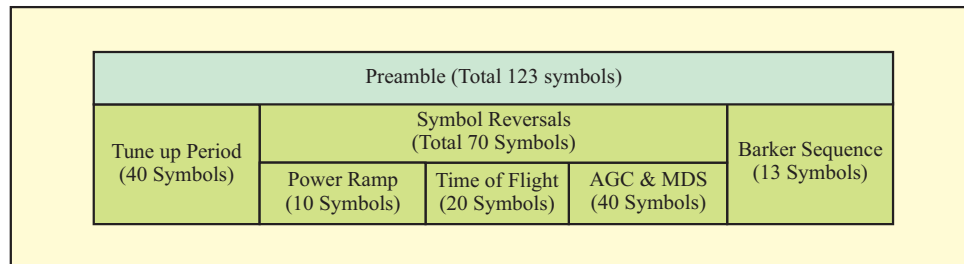 Preamble (Total 123 symbols)
Symbol Reversals
(Total 70 Symbols)
Tune up Period
(40 Symbols)
Power Ramp
(10 Symbols)
Time of Flight
(20 Symbols)
AGC & MDS
(40 Symbols)
Barker Sequence
(13 Symbols)